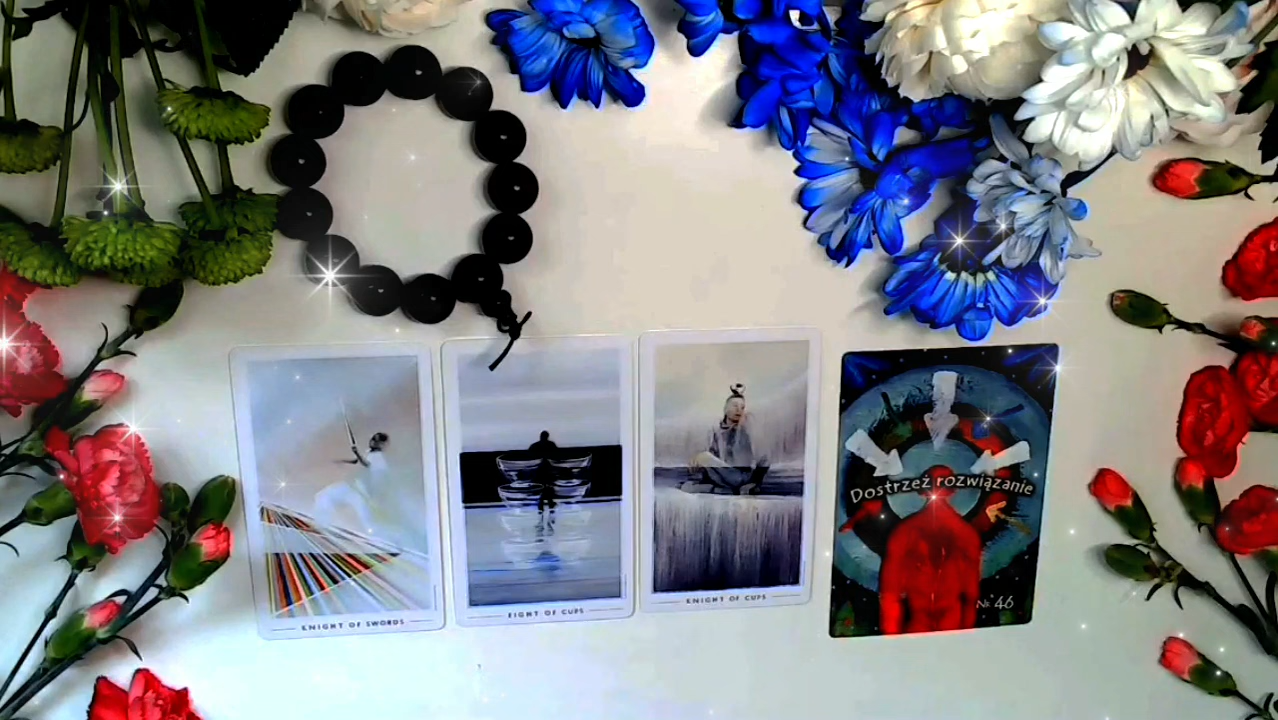 KNIGHT OF SWORDS
EIGHT OF CUPS
KNIGHT OF CUPS
Dostrzeż rozwiązanie
№ 46